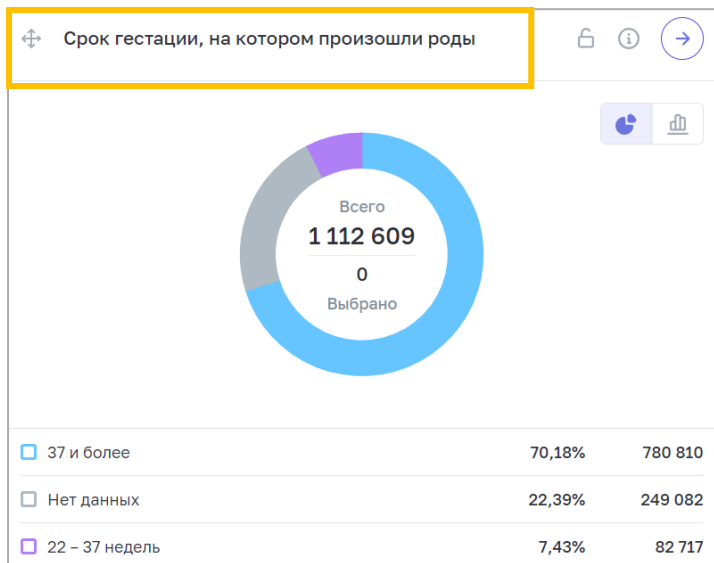 Срок гестации, на котором произошли роды
Всего
1 112 609
0
Выбрано
37 и более 70,18% 780 810
Нет данных 22,39% 249 082
22 – 37 недель 7,43% 82 717